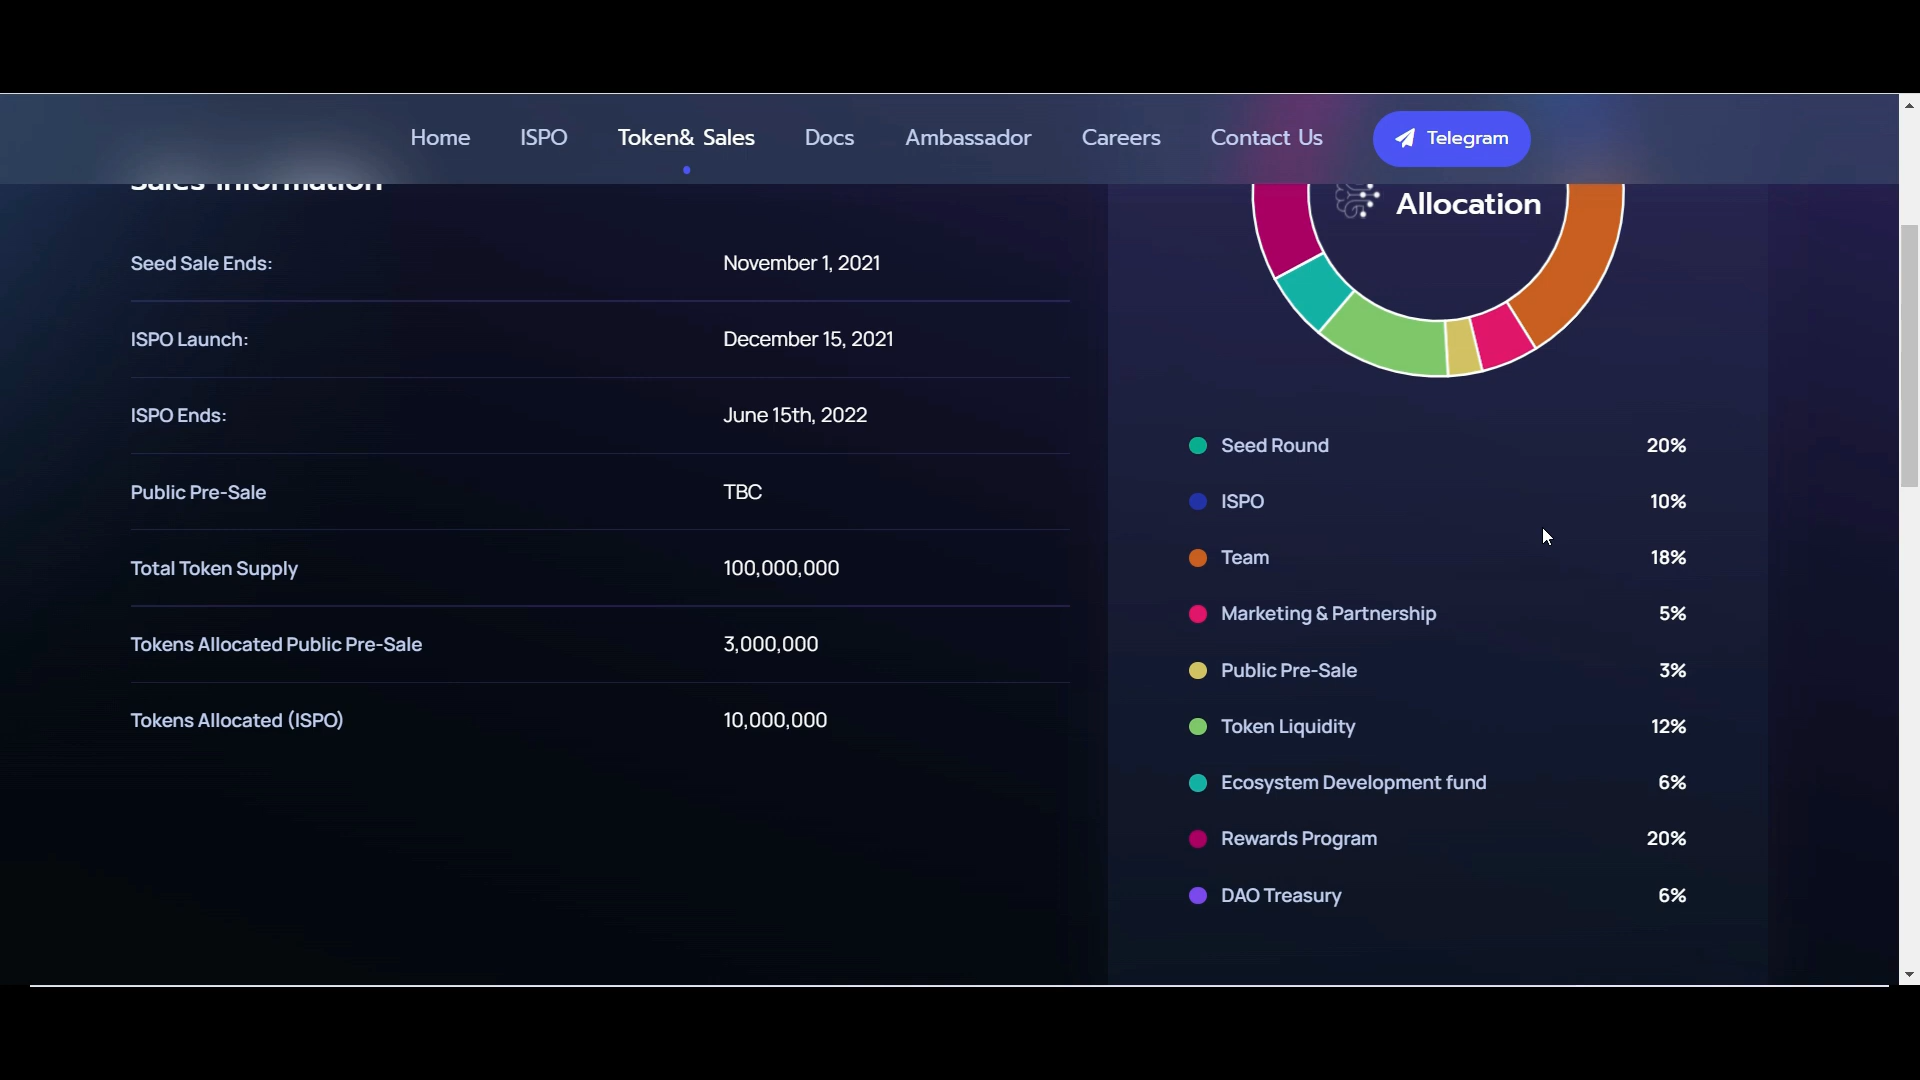 Home ISPO Token& Sales Docs Ambassador Careers Contact Us Telegram
Sales Information
Seed Sale Ends: November 1, 2021
ISPO Launch: December 15, 2021
ISPO Ends: June 15th, 2022
Public Pre-Sale TBC
Total Token Supply 100,000,000
Tokens Allocated Public Pre-Sale 3,000,000
Tokens Allocated (ISPO) 10,000,000
Allocation
Seed Round 20%
ISPO 10%
Team 18%
Marketing & Partnership 5%
Public Pre-Sale 3%
Token Liquidity 12%
Ecosystem Development fund 6%
Rewards Program 20%
DAO Treasury 6%